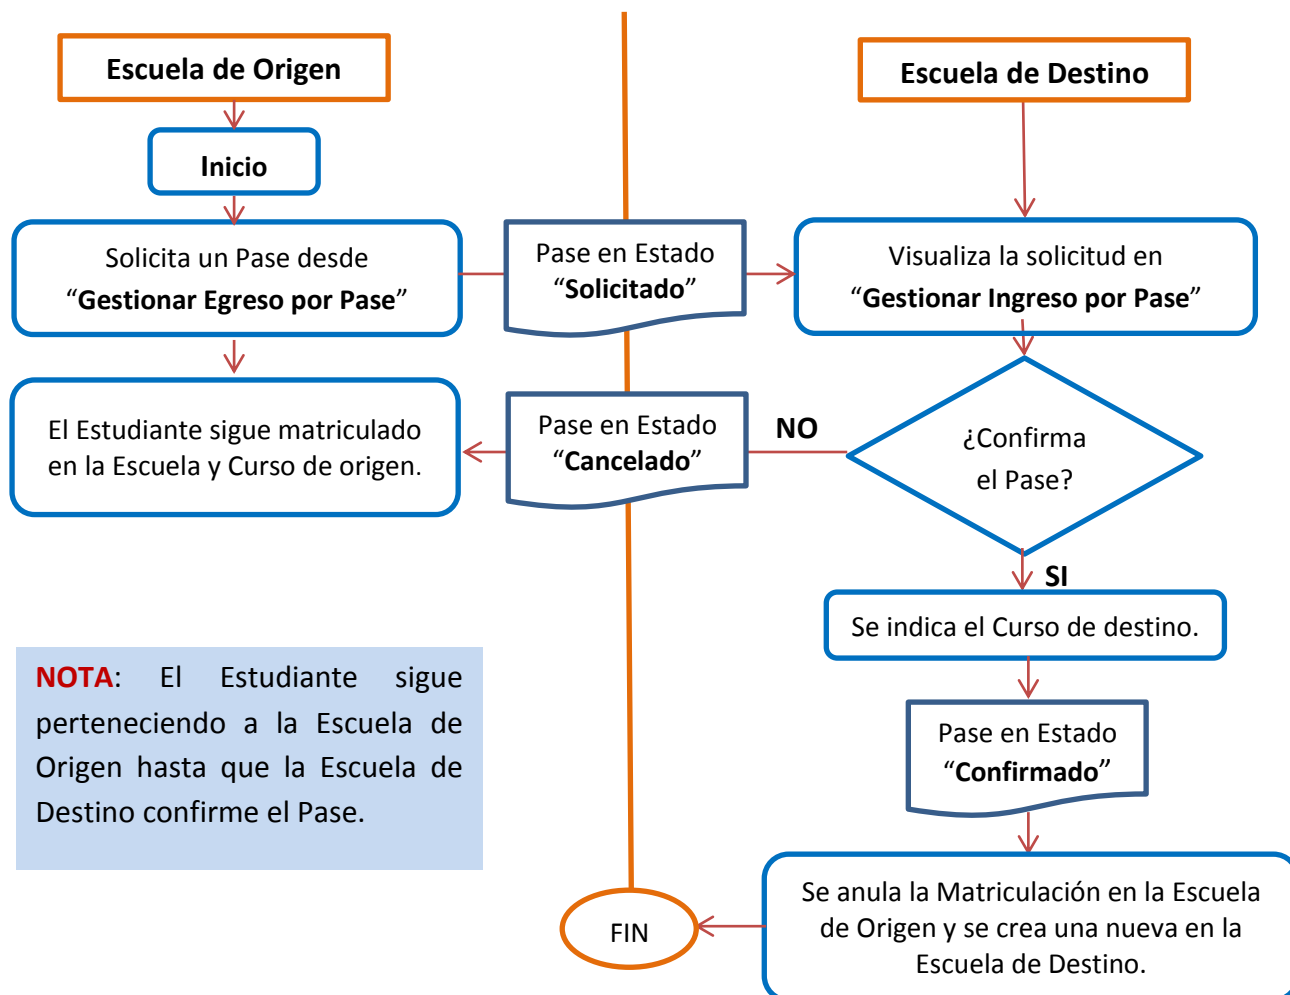 Escuela de Origen
Inicio
Solicita un Pase desde
“Gestionar Egreso por Pase”
El Estudiante sigue matriculado
en la Escuela y Curso de origen.
Pase en Estado
“Solicitado”
Pase en Estado
“Cancelado”
Escuela de Destino
Visualiza la solicitud en
“Gestionar Ingreso por Pase”
¿Confirma
el Pase?
NO
SI
Se indica el Curso de destino.
Pase en Estado
“Confirmado”
Se anula la Matriculación en la Escuela
de Origen y se crea una nueva en la
Escuela de Destino.
FIN
NOTA: El Estudiante sigue
perteneciendo a la Escuela de
Origen hasta que la Escuela de
Destino confirme el Pase.